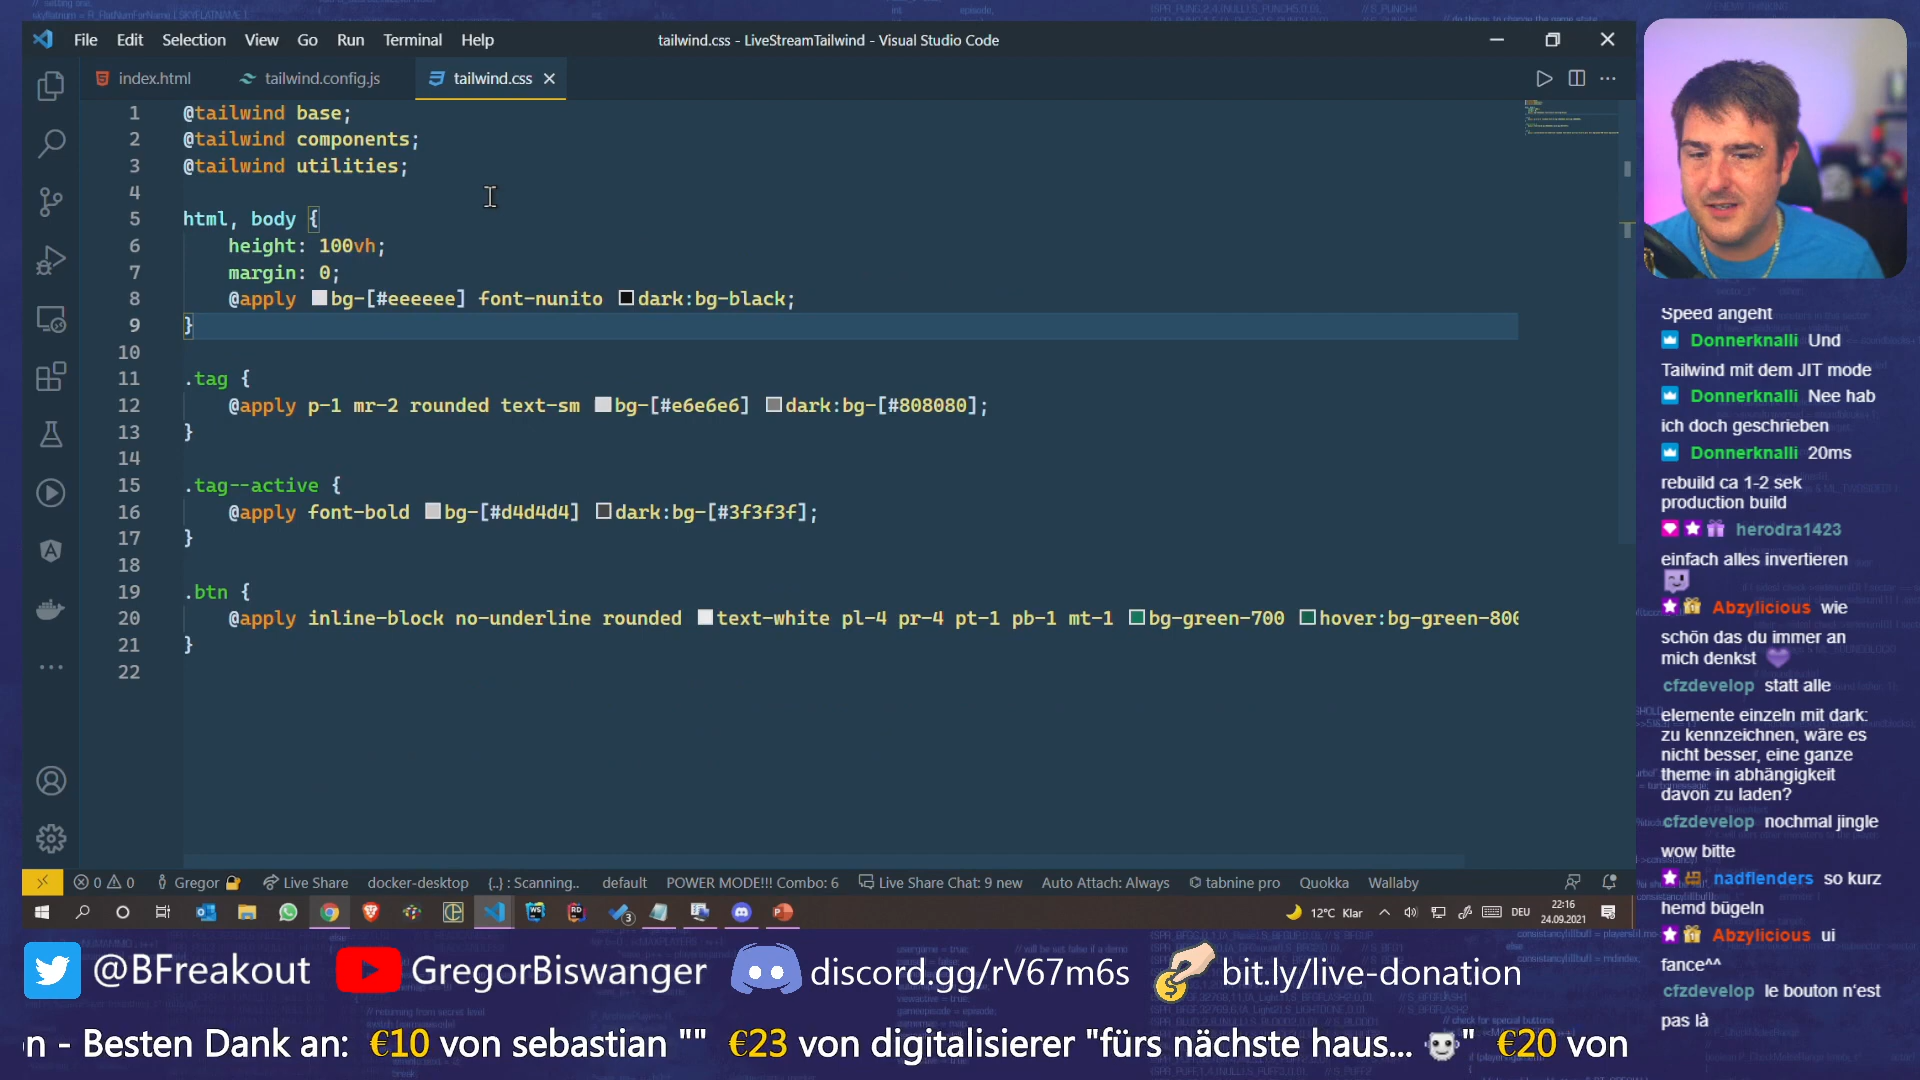 File Edit Selection View Go Run Terminal Help
tailwind.css - LiveStreamTailwind - Visual Studio Code
index.html
tailwind.config.js
tailwind.css
1 @tailwind base;
2 @tailwind components;
3 @tailwind utilities;
4
5 html, body {
6 height: 100vh;
7 margin: 0;
8 @apply bg-[#eeeeee] font-nunito dark:bg-black;
9 }
10
11 .tag {
12 @apply p-1 mr-2 rounded text-sm bg-[#e6e6e6] dark:bg-[#808080];
13 }
14
15 .tag--active {
16 @apply font-bold bg-[#d4d4d4] dark:bg-[#3f3f3f];
17 }
18
19 .btn {
20 @apply inline-block no-underline rounded text-white pl-4 pr-4 pt-1 pb-1 mt-1 bg-green-700 hover:bg-green-800
21 }
22
0 0 Gregor Live Share docker-desktop {..} : Scanning.. default POWER MODE!!! Combo: 6 Live Share Chat: 9 new Auto Attach: Always tabnine pro Quokka Wallaby
3
12°C Klar
DEU
22:16
24.09.2021
Speed angeht
Donnerknalli Und
Tailwind mit dem JIT mode
Donnerknalli Nee hab
ich doch geschrieben
Donnerknalli 20ms
rebuild ca 1-2 sek
production build
herodra1423
einfach alles invertieren
Abzylicious wie
schön das du immer an
mich denkst
cfzdevelop statt alle
elemente einzeln mit dark:
zu kennzeichnen, wäre es
nicht besser, eine ganze
theme in abhängigkeit
davon zu laden?
cfzdevelop nochmal jingle
wow bitte
nadflenders so kurz
hemd bügeln
Abzylicious ui
fance^^
cfzdevelop le bouton n'est
pas là
@BFreakout GregorBiswanger discord.gg/rV67m6s bit.ly/live-donation
n - Besten Dank an: €10 von sebastian "" €23 von digitalisierer "fürs nächste haus... " €20 von